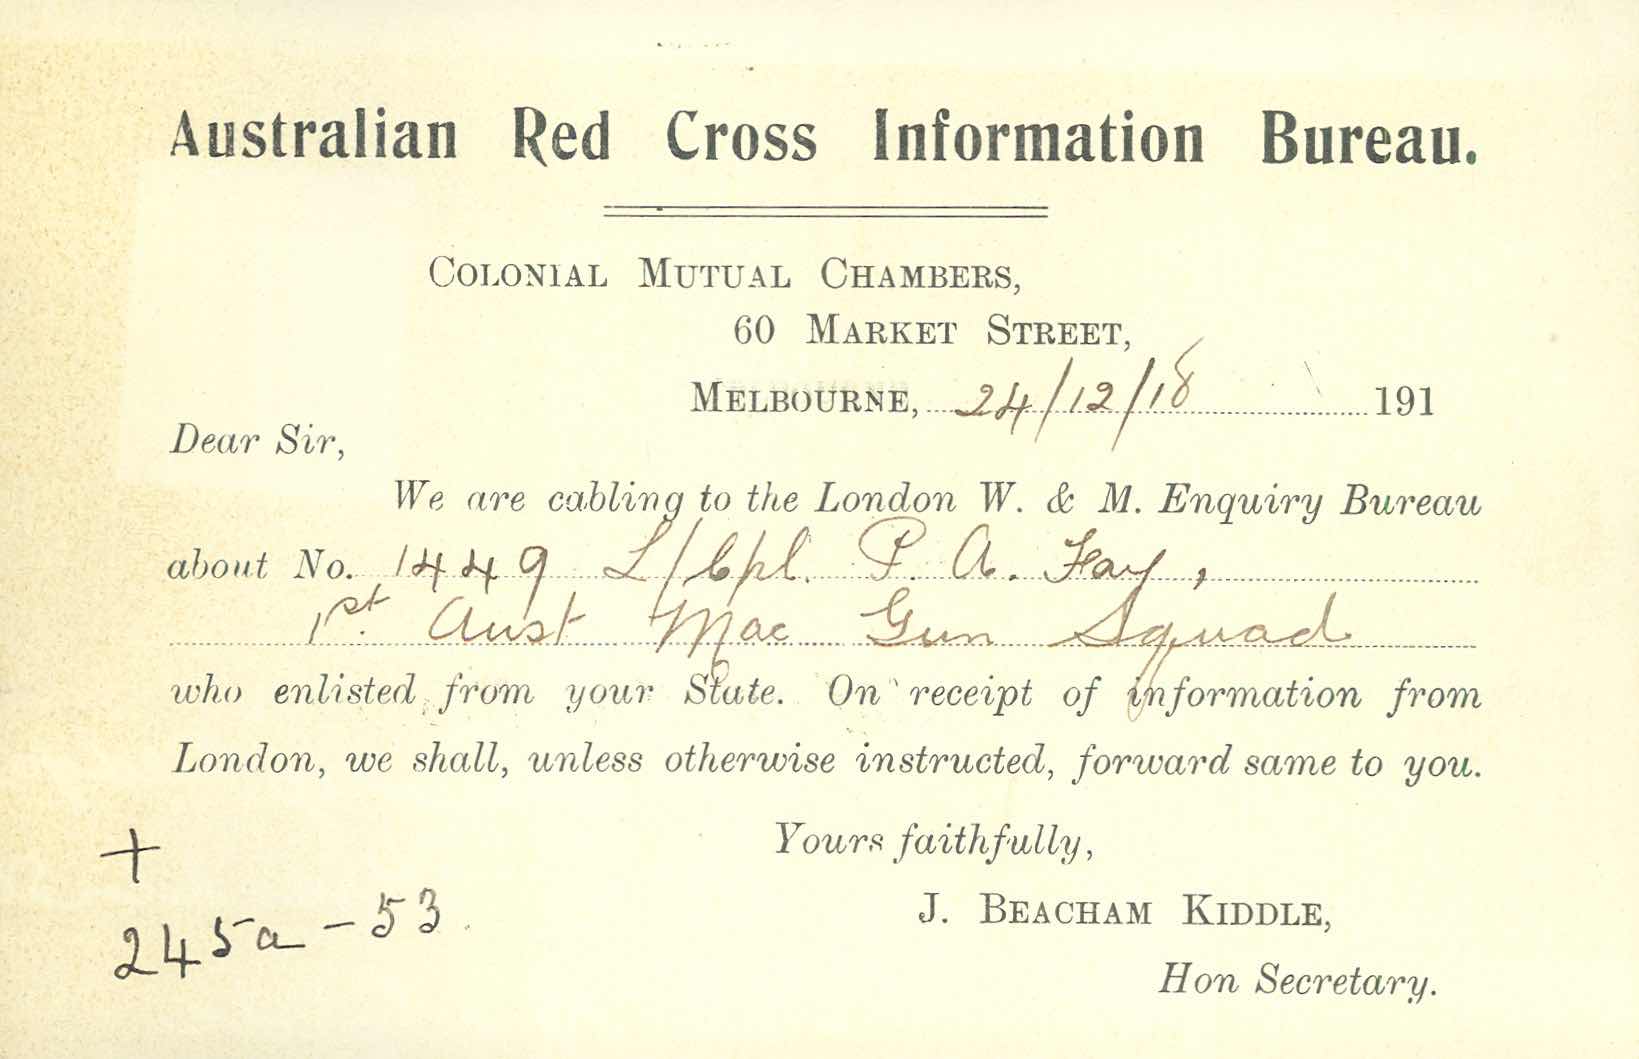 Australian Red Cross Information Bureau.
COLONIAL MUTUAL CHAMBERS,
60 MARKET STREET,
MELBOURNE, 24/12/18 191
Dear Sir,
We are cabling to the London W. & M. Enquiry Bureau
about No. 1449 L/Cpl. P. A. Fay,
1st. Aust Mac Gun Squad
who enlisted from your State. On receipt of information from
London, we shall, unless otherwise instructed, forward same to you.
Yours faithfully,
J. BEACHAM KIDDLE,
Hon Secretary.
+
245a - 53